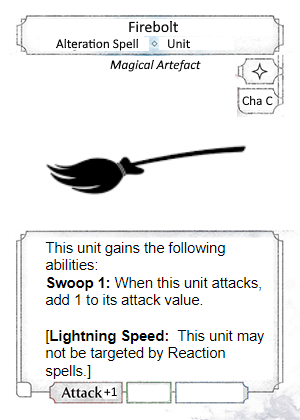 Firebolt
Alteration Spell ◇ Unit
Magical Artefact
Cha C
This unit gains the following
abilities:
Swoop 1: When this unit attacks,
add 1 to its attack value.
[Lightning Speed:  This unit may
not be targeted by Reaction
spells.]
Attack +1